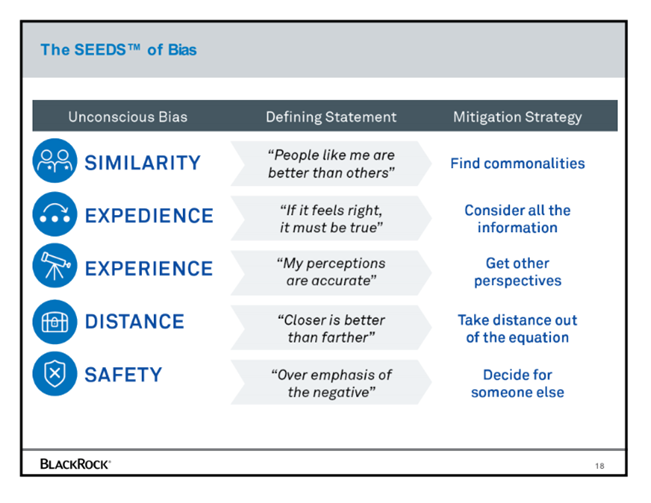 The SEEDS™ of Bias
Unconscious Bias Defining Statement Mitigation Strategy
SIMILARITY
“People like me are
better than others”
Find commonalities
EXPEDIENCE
“If it feels right,
it must be true”
Consider all the
information
EXPERIENCE
“My perceptions
are accurate”
Get other
perspectives
DISTANCE
“Closer is better
than farther”
Take distance out
of the equation
SAFETY
“Over emphasis of
the negative”
Decide for
someone else
BLACKROCK®
18